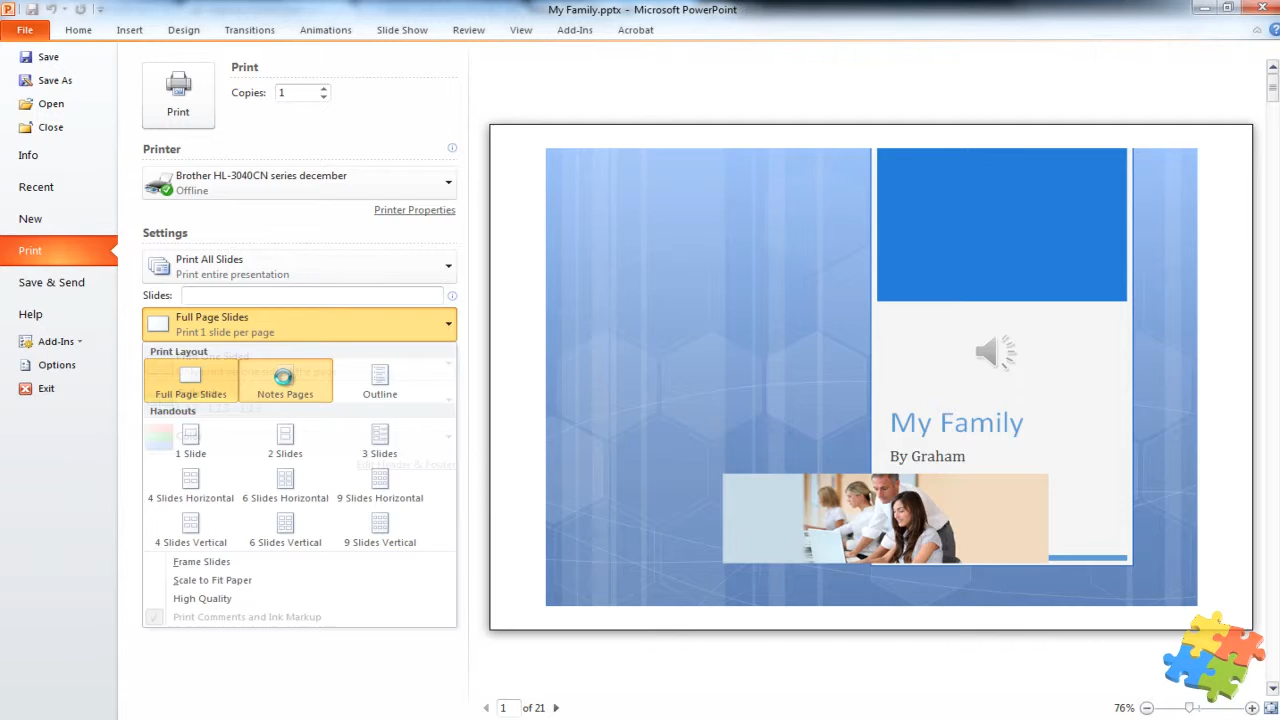 My Family.pptx - Microsoft PowerPoint
File Home Insert Design Transitions Animations Slide Show Review View Add-Ins Acrobat
Save
Save As
Open
Close
Info
Recent
New
Print
Save & Send
Help
Add-Ins
Options
Exit
Print
Print
Copies: 1
Printer
Brother HL-3040CN series december
Offline
Printer Properties
Settings
Print All Slides
Print entire presentation
Slides:
Full Page Slides
Print 1 slide per page
Print Layout
Full Page Slides Notes Pages Outline
Handouts
1 Slide 2 Slides 3 Slides
4 Slides Horizontal 6 Slides Horizontal 9 Slides Horizontal
Edit Header & Footer
4 Slides Vertical 6 Slides Vertical 9 Slides Vertical
Frame Slides
Scale to Fit Paper
High Quality
Print Comments and Ink Markup
My Family
By Graham
1 of 21
76%